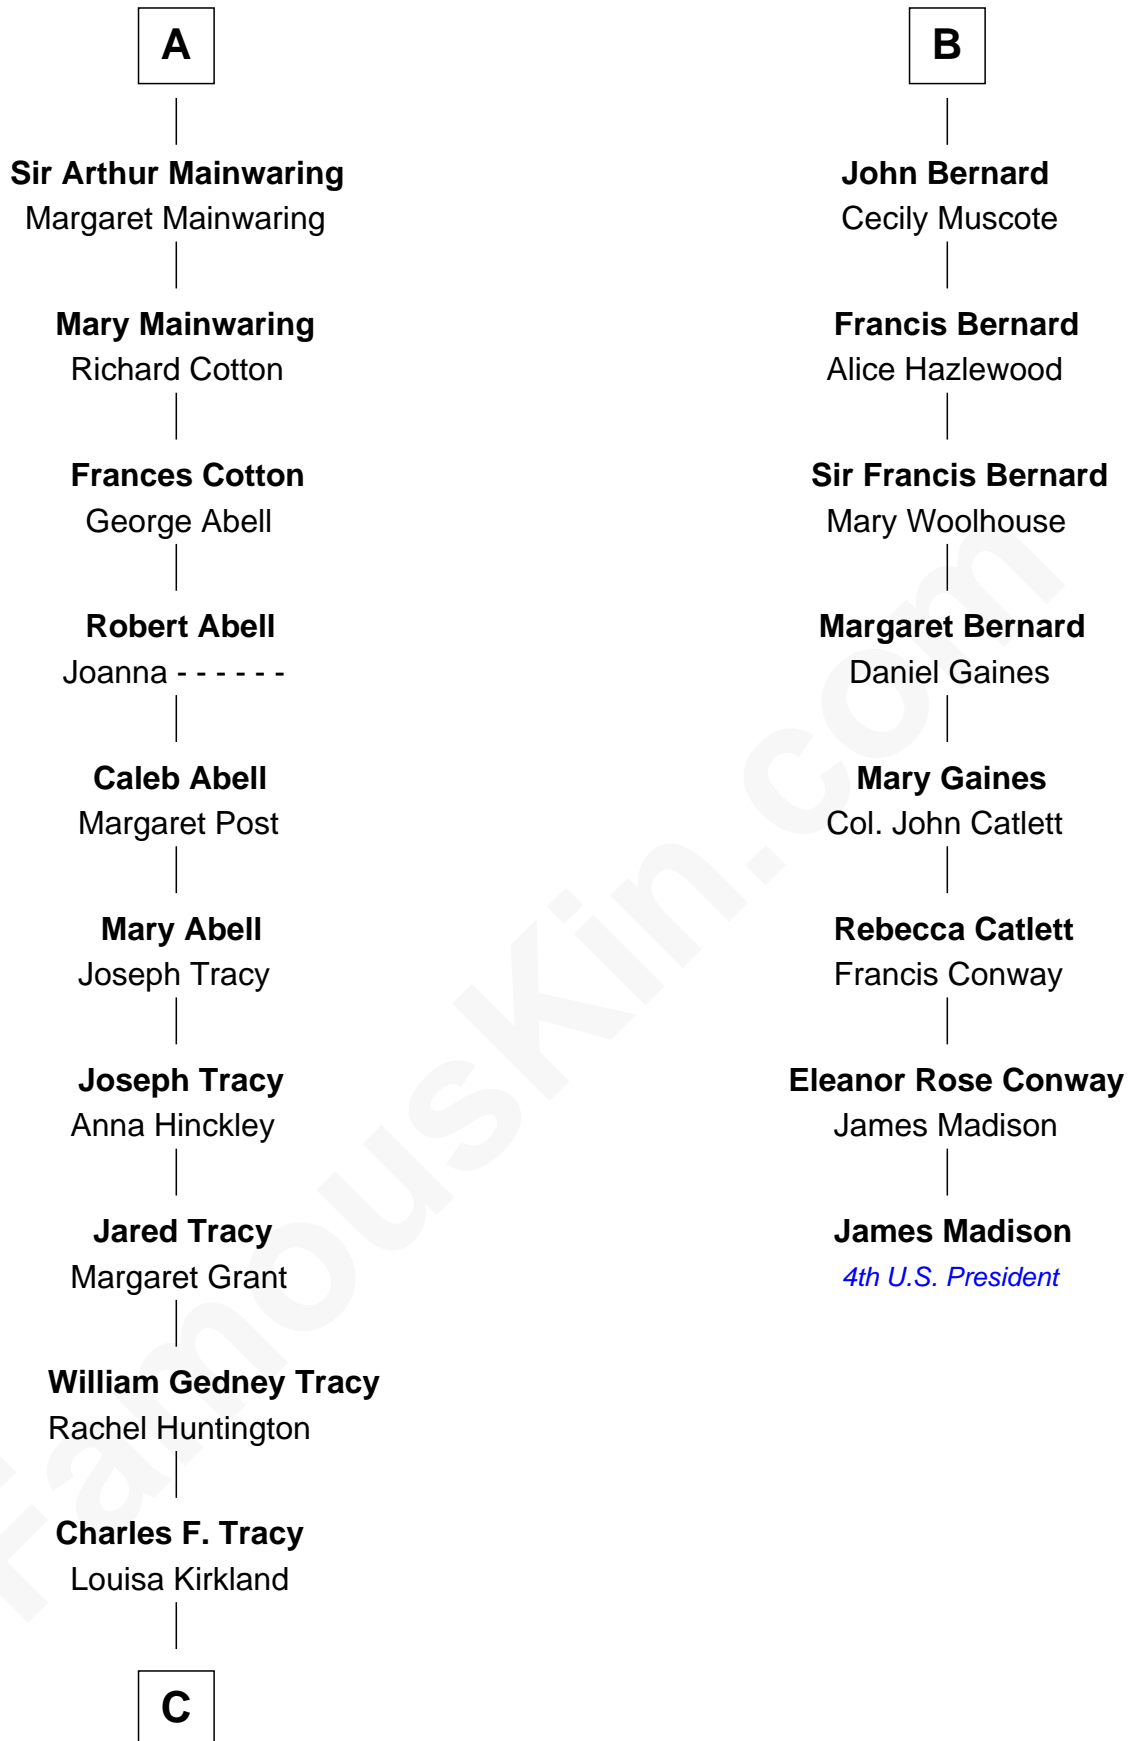 A
Sir Arthur Mainwaring
Margaret Mainwaring
Mary Mainwaring
Richard Cotton
Frances Cotton
George Abell
Robert Abell
Joanna - - - - - -
Caleb Abell
Margaret Post
Mary Abell
Joseph Tracy
Joseph Tracy
Anna Hinckley
Jared Tracy
Margaret Grant
William Gedney Tracy
Rachel Huntington
Charles F. Tracy
Louisa Kirkland
C
B
John Bernard
Cecily Muscote
Francis Bernard
Alice Hazlewood
Sir Francis Bernard
Mary Woolhouse
Margaret Bernard
Daniel Gaines
Mary Gaines
Col. John Catlett
Rebecca Catlett
Francis Conway
Eleanor Rose Conway
James Madison
James Madison
4th U.S. President
FamousKin.com